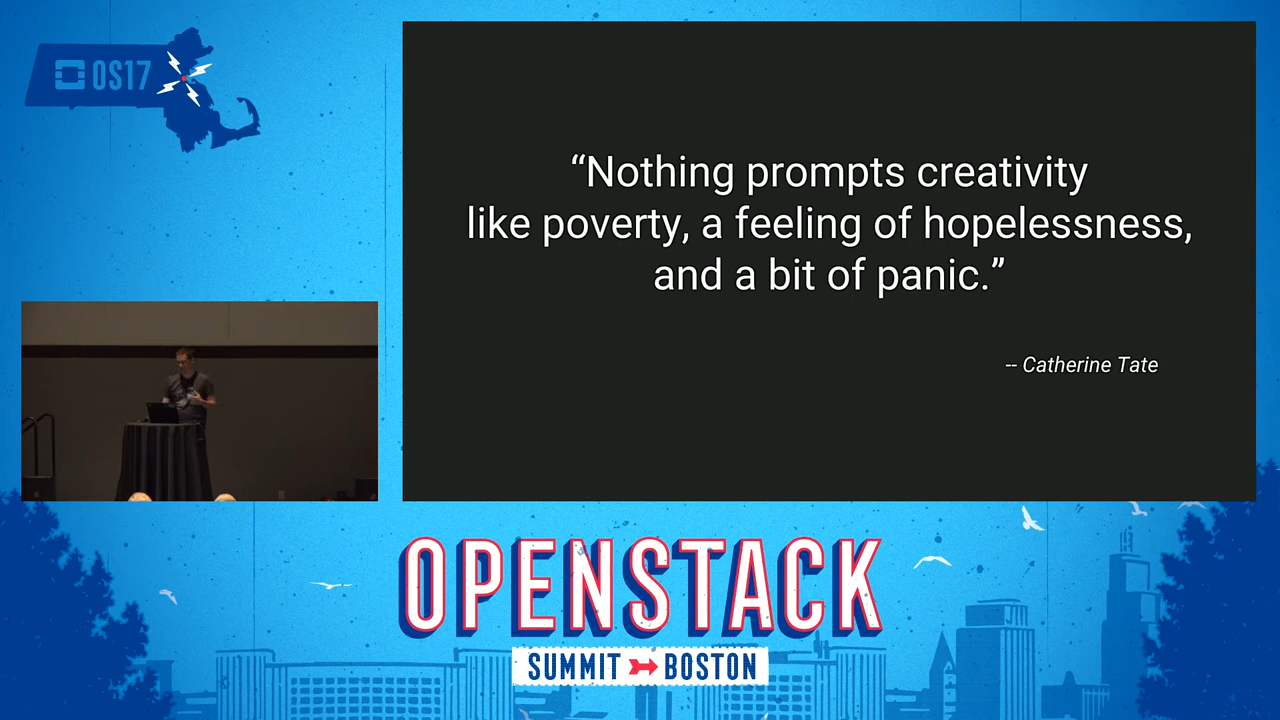 OS17
“Nothing prompts creativity
like poverty, a feeling of hopelessness,
and a bit of panic.”
-- Catherine Tate
OPENSTACK
SUMMIT BOSTON